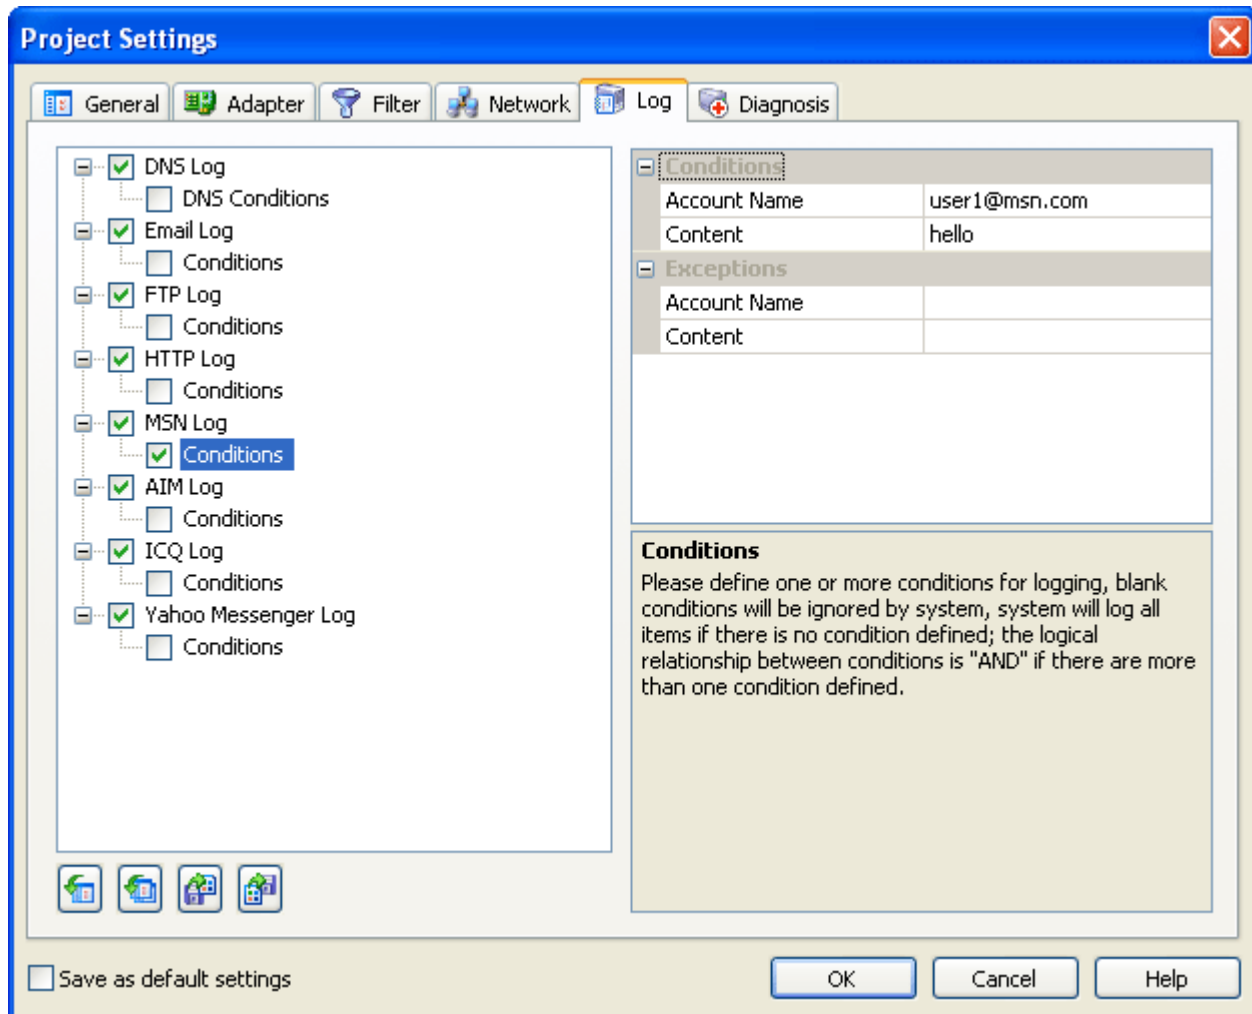 Project Settings
General Adapter Filter Network Log Diagnosis
DNS Log
DNS Conditions
Email Log
Conditions
FTP Log
Conditions
HTTP Log
Conditions
MSN Log
Conditions
AIM Log
Conditions
ICQ Log
Conditions
Yahoo Messenger Log
Conditions
Conditions
Account Name user1@msn.com
Content hello
Exceptions
Account Name
Content
Conditions
Please define one or more conditions for logging, blank
conditions will be ignored by system, system will log all
items if there is no condition defined; the logical
relationship between conditions is "AND" if there are more
than one condition defined.
Save as default settings
OK Cancel Help